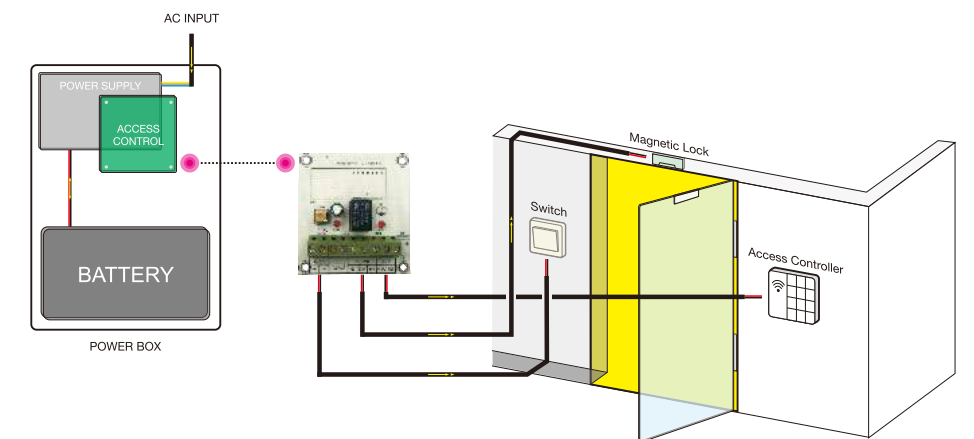 AC INPUT
POWER SUPPLY
ACCESS
CONTROL
BATTERY
POWER BOX
Magnetic Lock
Switch
Access Controller